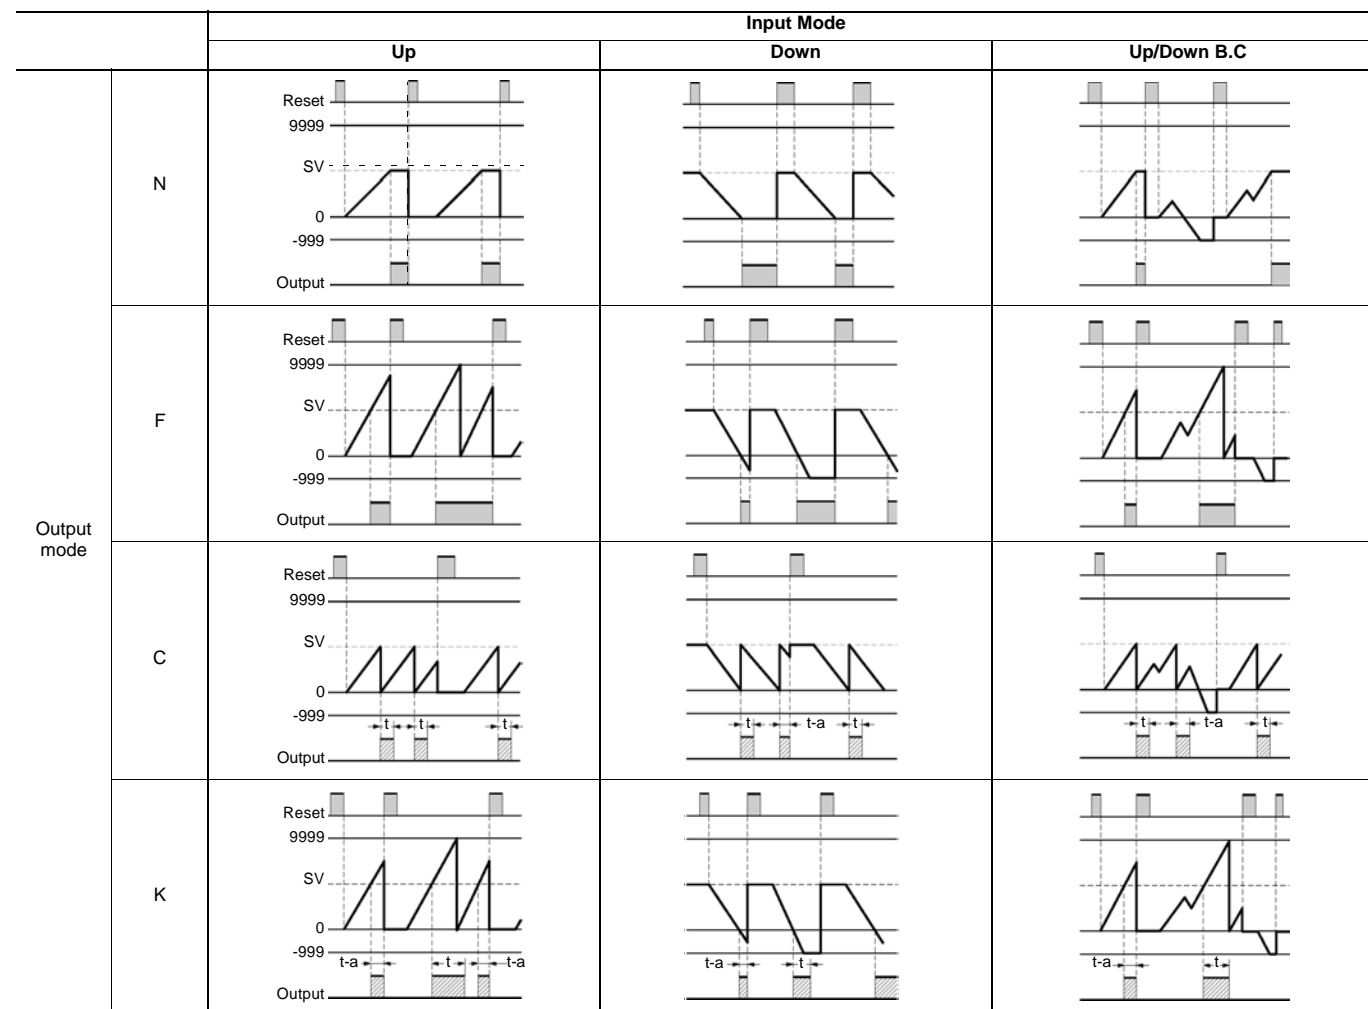 Input Mode
Up Down Up/Down B.C
Output mode
N
Reset
9999
SV
0
-999
Output
F
Reset
9999
SV
0
-999
Output
C
Reset
9999
SV
0
-999
t t t
Output
t t-a t
t t-a t
K
Reset
9999
SV
0
-999
t-a t t-a
Output
t-a t
t-a t